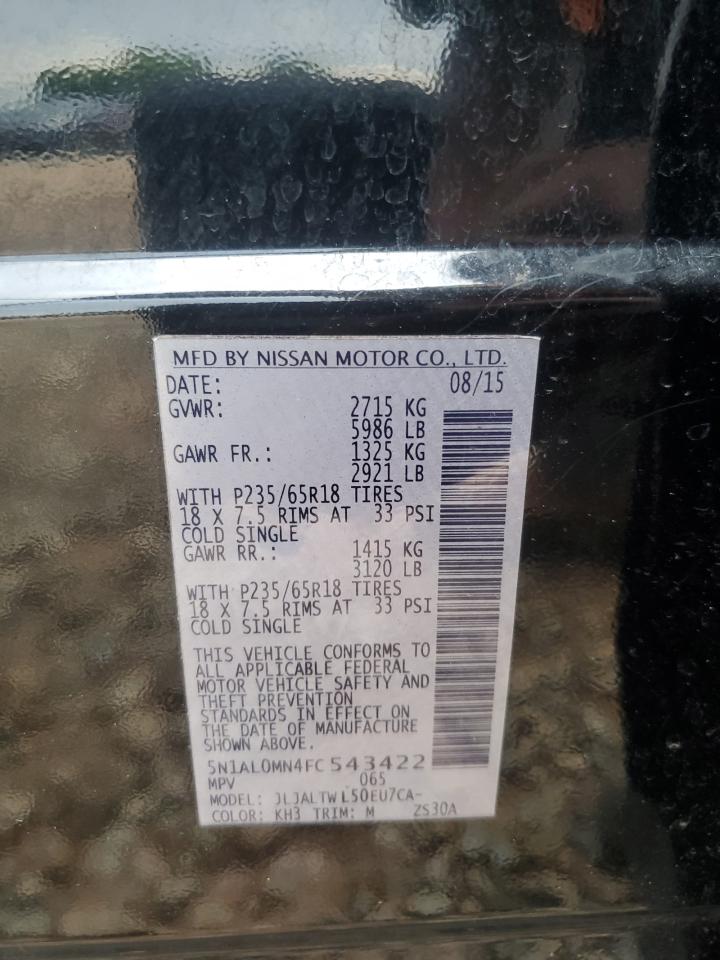 MFD BY NISSAN MOTOR CO., LTD.
DATE: 08/15
GVWR: 2715 KG
5986 LB
GAWR FR.: 1325 KG
2921 LB
WITH P235/65R18 TIRES
18 X 7.5 RIMS AT 33 PSI
COLD SINGLE
GAWR RR.: 1415 KG
3120 LB
WITH P235/65R18 TIRES
18 X 7.5 RIMS AT 33 PSI
COLD SINGLE
THIS VEHICLE CONFORMS TO
ALL APPLICABLE FEDERAL
MOTOR VEHICLE SAFETY AND
THEFT PREVENTION
STANDARDS IN EFFECT ON
THE DATE OF MANUFACTURE
SHOWN ABOVE.
5N1AL0MN4FC543422
MPV 065
MODEL: JLJALTWL50EU7CA-
COLOR: KH3 TRIM: M ZS30A